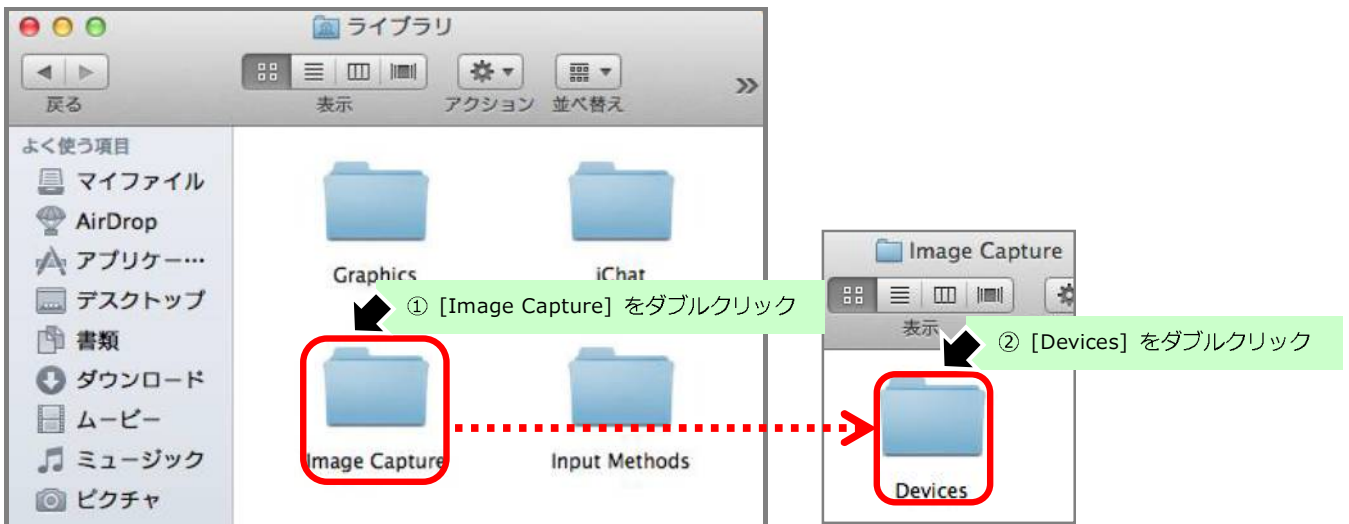 ライブラリ
戻る
表示
アクション
並べ替え
よく使う項目
マイファイル
AirDrop
アプリケー…
デスクトップ
書類
ダウンロード
ムービー
ミュージック
ピクチャ
Graphics
iChat
① [Image Capture] をダブルクリック
Image Capture
Input Methods
Image Capture
表示
② [Devices] をダブルクリック
Devices